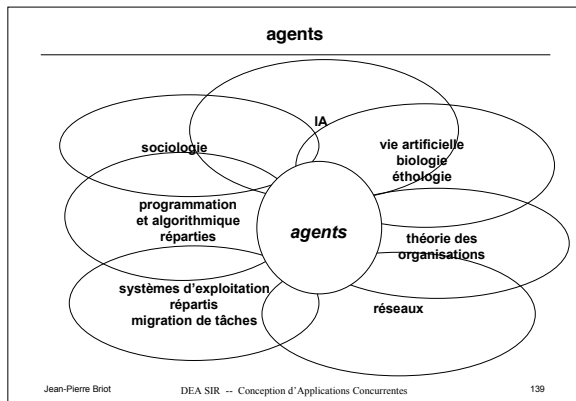 agents
IA
sociologie
vie artificielle
biologie
éthologie
programmation
et algorithmique
réparties
agents
théorie des
organisations
systèmes d'exploitation
répartis
migration de tâches
réseaux
Jean-Pierre Briot
DEA SIR -- Conception d'Applications Concurrentes
139